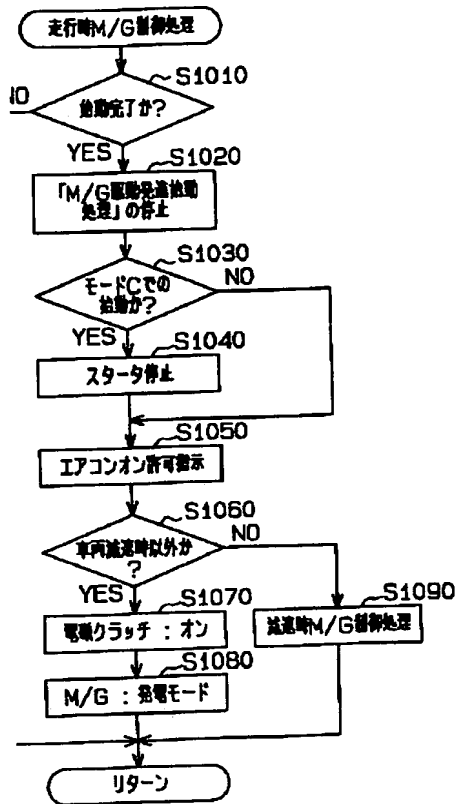 走行時M/G制御処理
S1010
始動完了か?
YES
S1020
「M/G駆動発進始動
処理」の停止
S1030
モードCでの
始動か?
NO
YES
S1040
スタータ停止
S1050
エアコンオン許可指示
S1060
車両減速時以外か
?
NO
YES
S1070
電動クラッチ : オン
S1090
減速時M/G制御処理
S1080
M/G : 発電モード
リターン